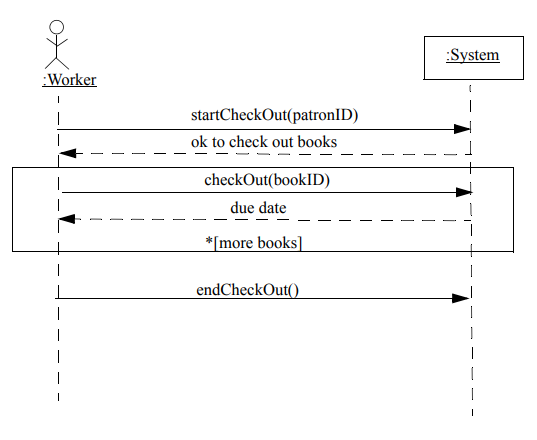 :System
:Worker
startCheckOut(patronID)
ok to check out books
checkOut(bookID)
due date
*[more books]
endCheckOut()